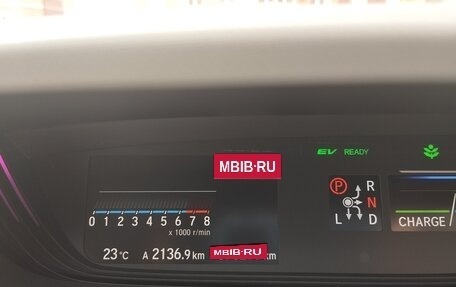 MBIB.RU
EV READY
P R
N
L D
0 1 2 3 4 5 6 7 8
x 1000 r/min
CHARGE
23 °C A 2136.9 km
MBIB.RU
km